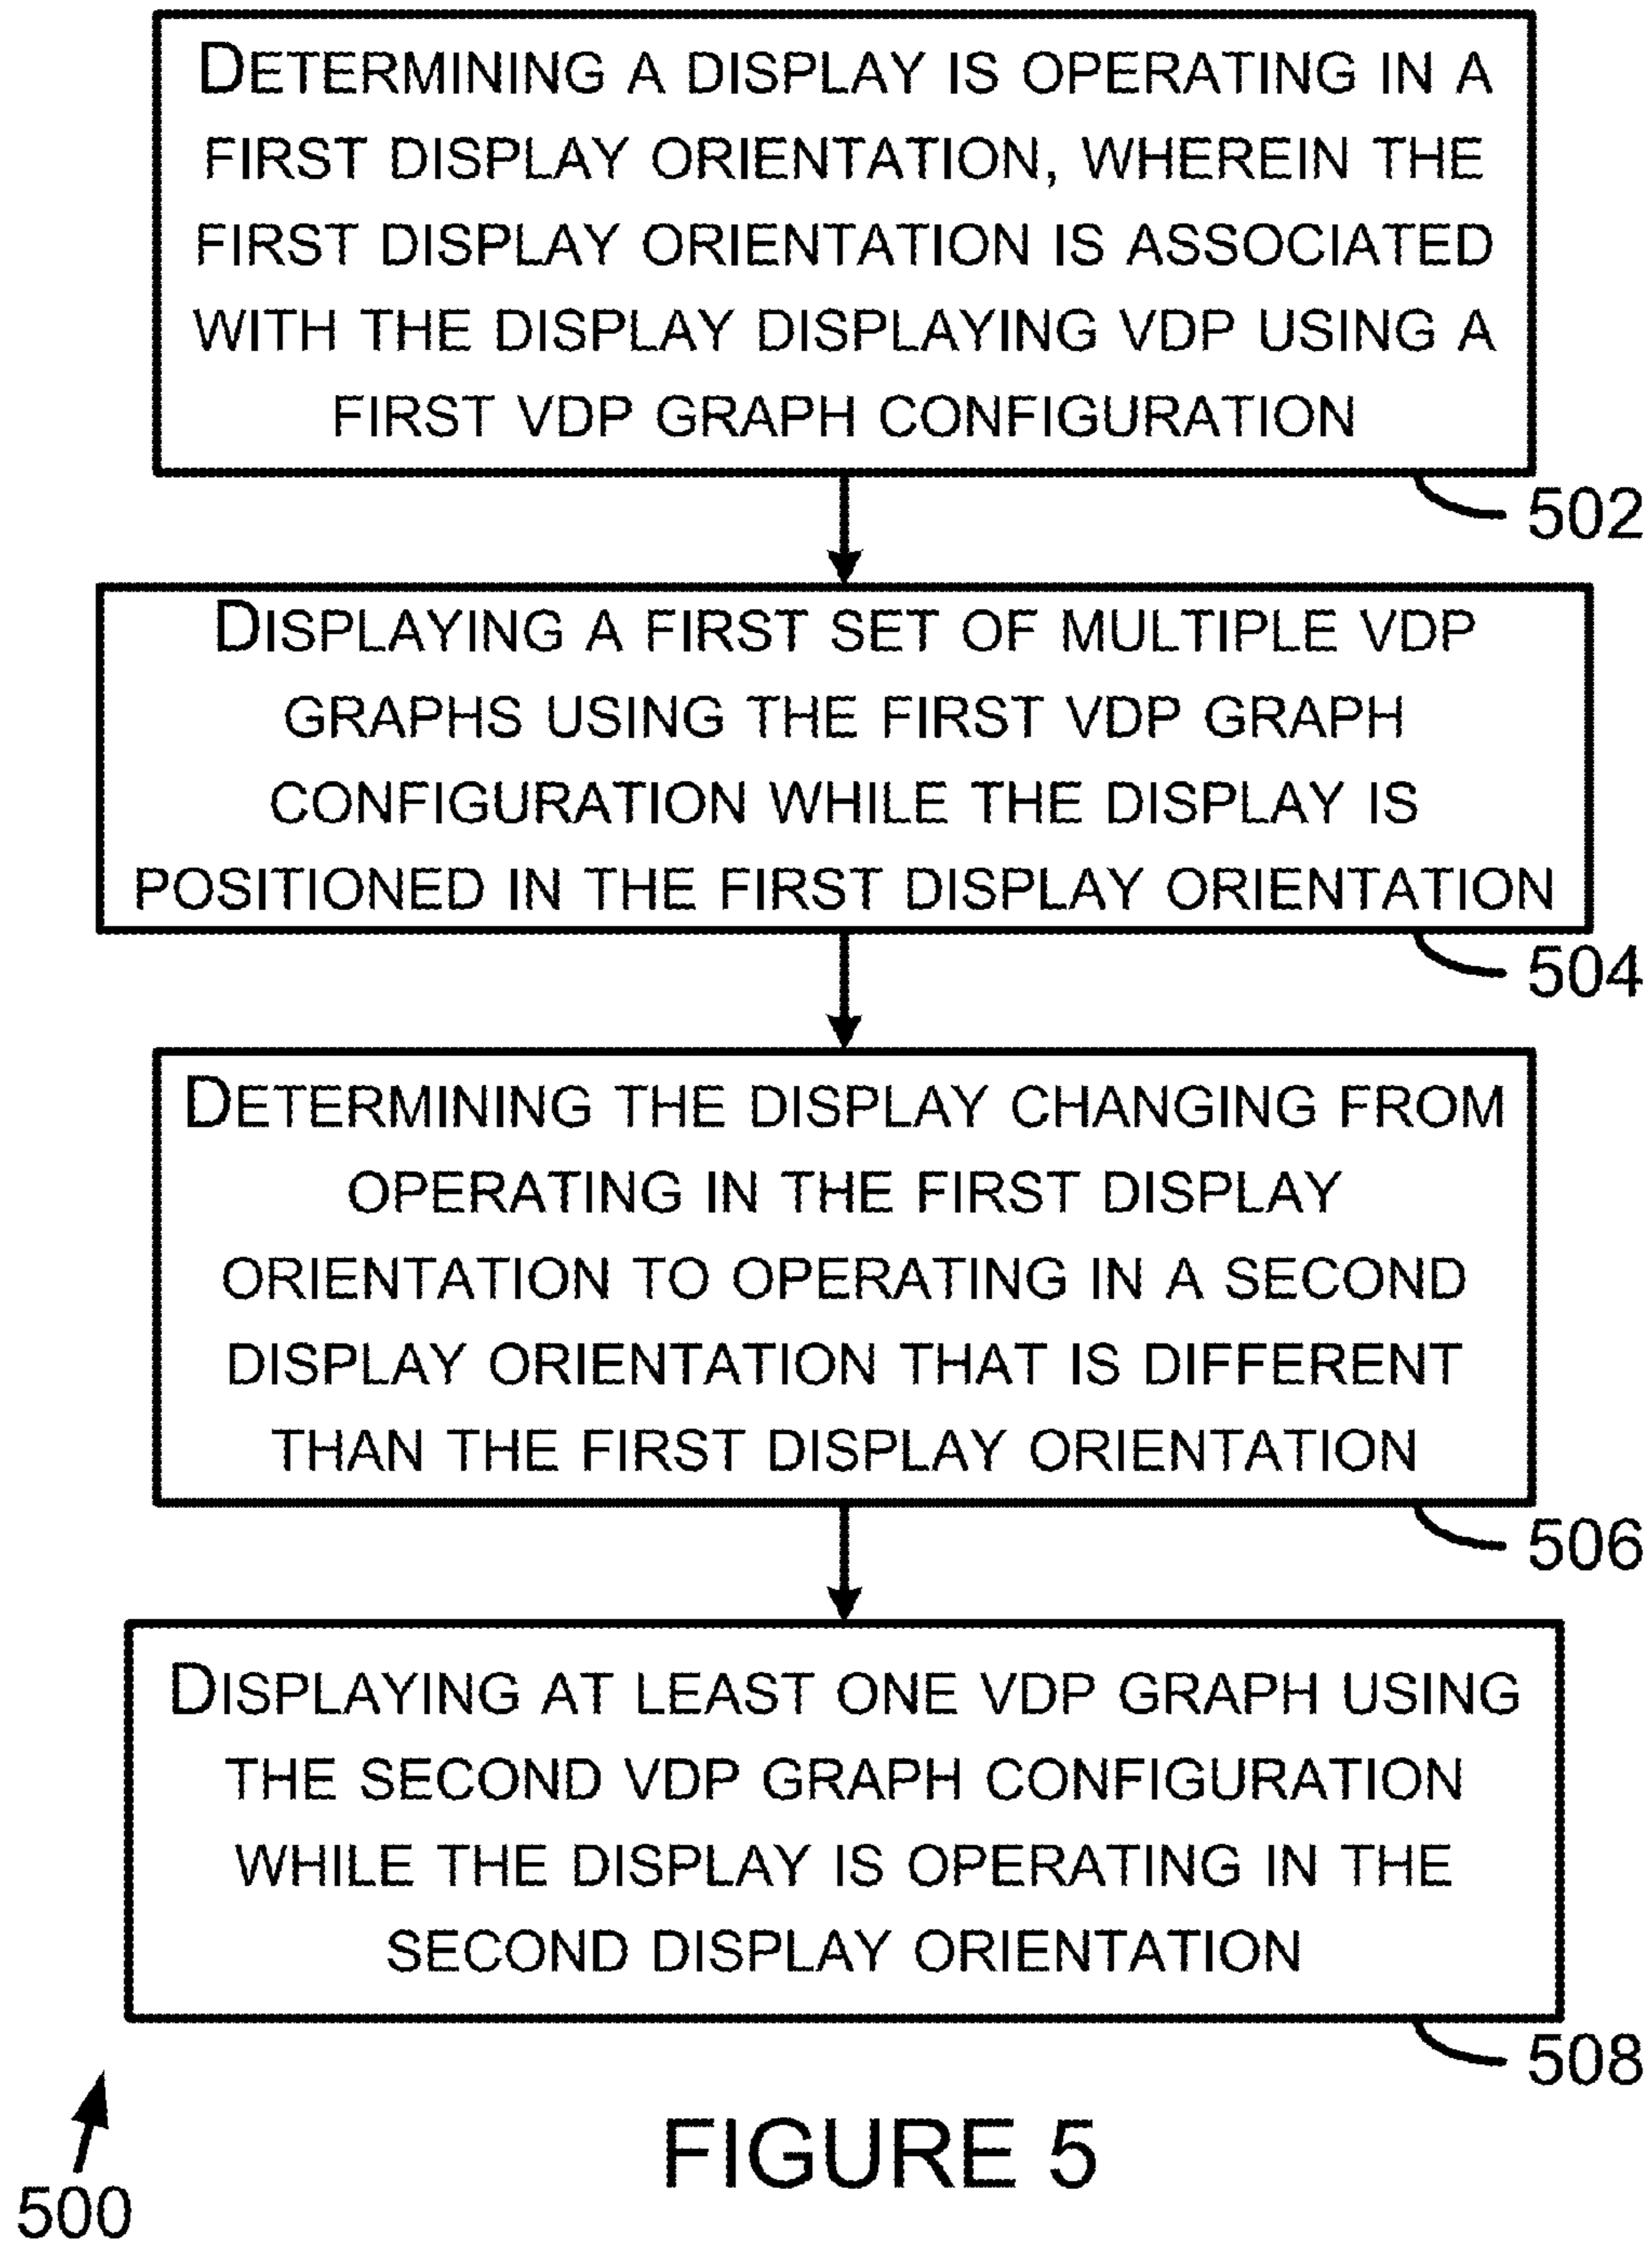 DETERMINING A DISPLAY IS OPERATING IN A
FIRST DISPLAY ORIENTATION, WHEREIN THE
FIRST DISPLAY ORIENTATION IS ASSOCIATED
WITH THE DISPLAY DISPLAYING VDP USING A
FIRST VDP GRAPH CONFIGURATION
502
DISPLAYING A FIRST SET OF MULTIPLE VDP
GRAPHS USING THE FIRST VDP GRAPH
CONFIGURATION WHILE THE DISPLAY IS
POSITIONED IN THE FIRST DISPLAY ORIENTATION
504
DETERMINING THE DISPLAY CHANGING FROM
OPERATING IN THE FIRST DISPLAY
ORIENTATION TO OPERATING IN A SECOND
DISPLAY ORIENTATION THAT IS DIFFERENT
THAN THE FIRST DISPLAY ORIENTATION
506
DISPLAYING AT LEAST ONE VDP GRAPH USING
THE SECOND VDP GRAPH CONFIGURATION
WHILE THE DISPLAY IS OPERATING IN THE
SECOND DISPLAY ORIENTATION
508
500
FIGURE 5